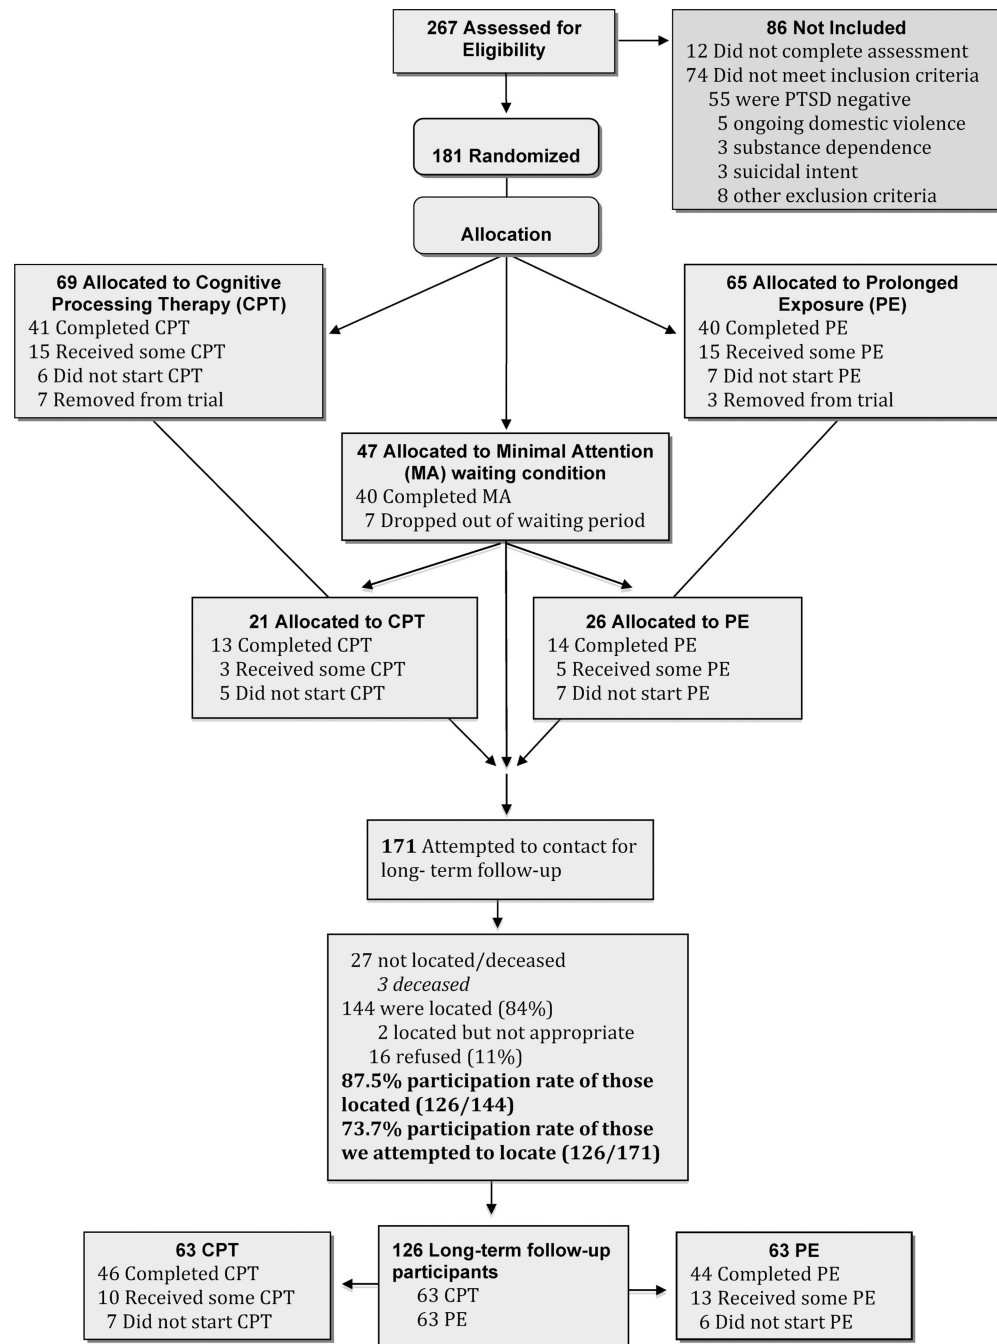 267 Assessed for
Eligibility
86 Not Included
12 Did not complete assessment
74 Did not meet inclusion criteria
55 were PTSD negative
5 ongoing domestic violence
3 substance dependence
3 suicidal intent
8 other exclusion criteria
181 Randomized
Allocation
69 Allocated to Cognitive
Processing Therapy (CPT)
41 Completed CPT
15 Received some CPT
6 Did not start CPT
7 Removed from trial
65 Allocated to Prolonged
Exposure (PE)
40 Completed PE
15 Received some PE
7 Did not start PE
3 Removed from trial
47 Allocated to Minimal Attention
(MA) waiting condition
40 Completed MA
7 Dropped out of waiting period
21 Allocated to CPT
13 Completed CPT
3 Received some CPT
5 Did not start CPT
26 Allocated to PE
14 Completed PE
5 Received some PE
7 Did not start PE
171 Attempted to contact for
long- term follow-up
27 not located/deceased
3 deceased
144 were located (84%)
2 located but not appropriate
16 refused (11%)
87.5% participation rate of those
located (126/144)
73.7% participation rate of those
we attempted to locate (126/171)
63 CPT
46 Completed CPT
10 Received some CPT
7 Did not start CPT
126 Long-term follow-up
participants
63 CPT
63 PE
63 PE
44 Completed PE
13 Received some PE
6 Did not start PE